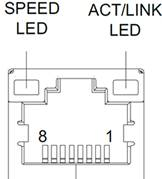 SPEED ACT/LINK
LED LED
8 1